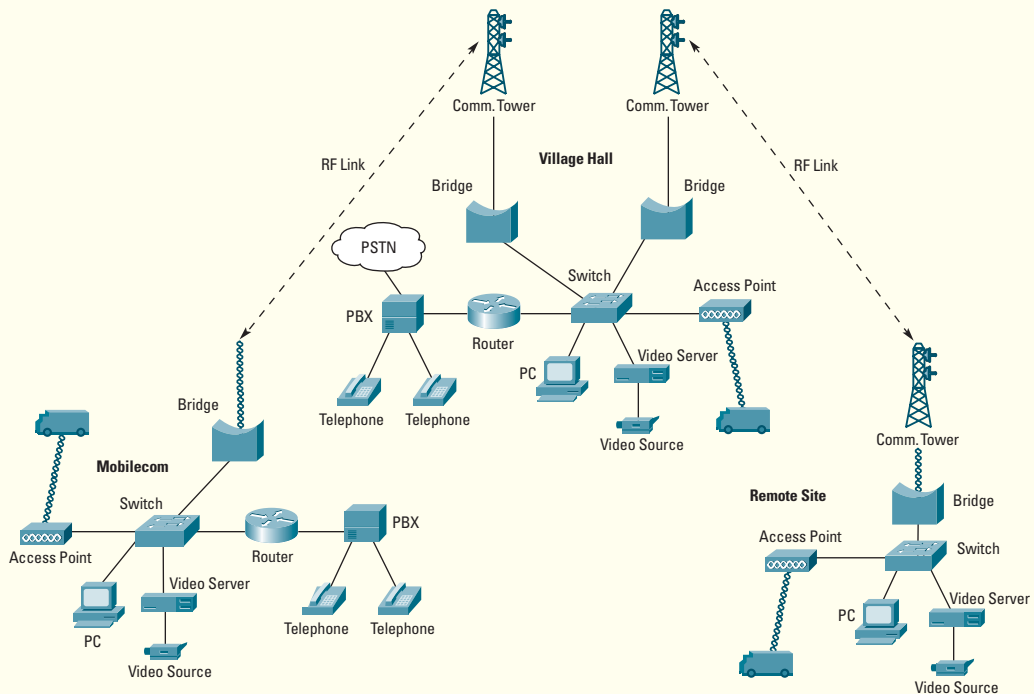 Comm. Tower
Comm. Tower
Village Hall
RF Link
RF Link
Bridge
Bridge
PSTN
Switch
Access Point
PBX
Router
Video Server
PC
Telephone
Telephone
Video Source
Bridge
Mobilecom
Switch
PBX
Access Point
Router
Video Server
PC
Telephone
Telephone
Video Source
Comm. Tower
Remote Site
Bridge
Access Point
Switch
Video Server
PC
Video Source